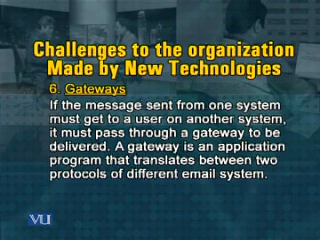 Challenges to the organization
Made by New Technologies
6. Gateways
If the message sent from one system
must get to a user on another system,
it must pass through a gateway to be
delivered. A gateway is an application
program that translates between two
protocols of different email system.
VU